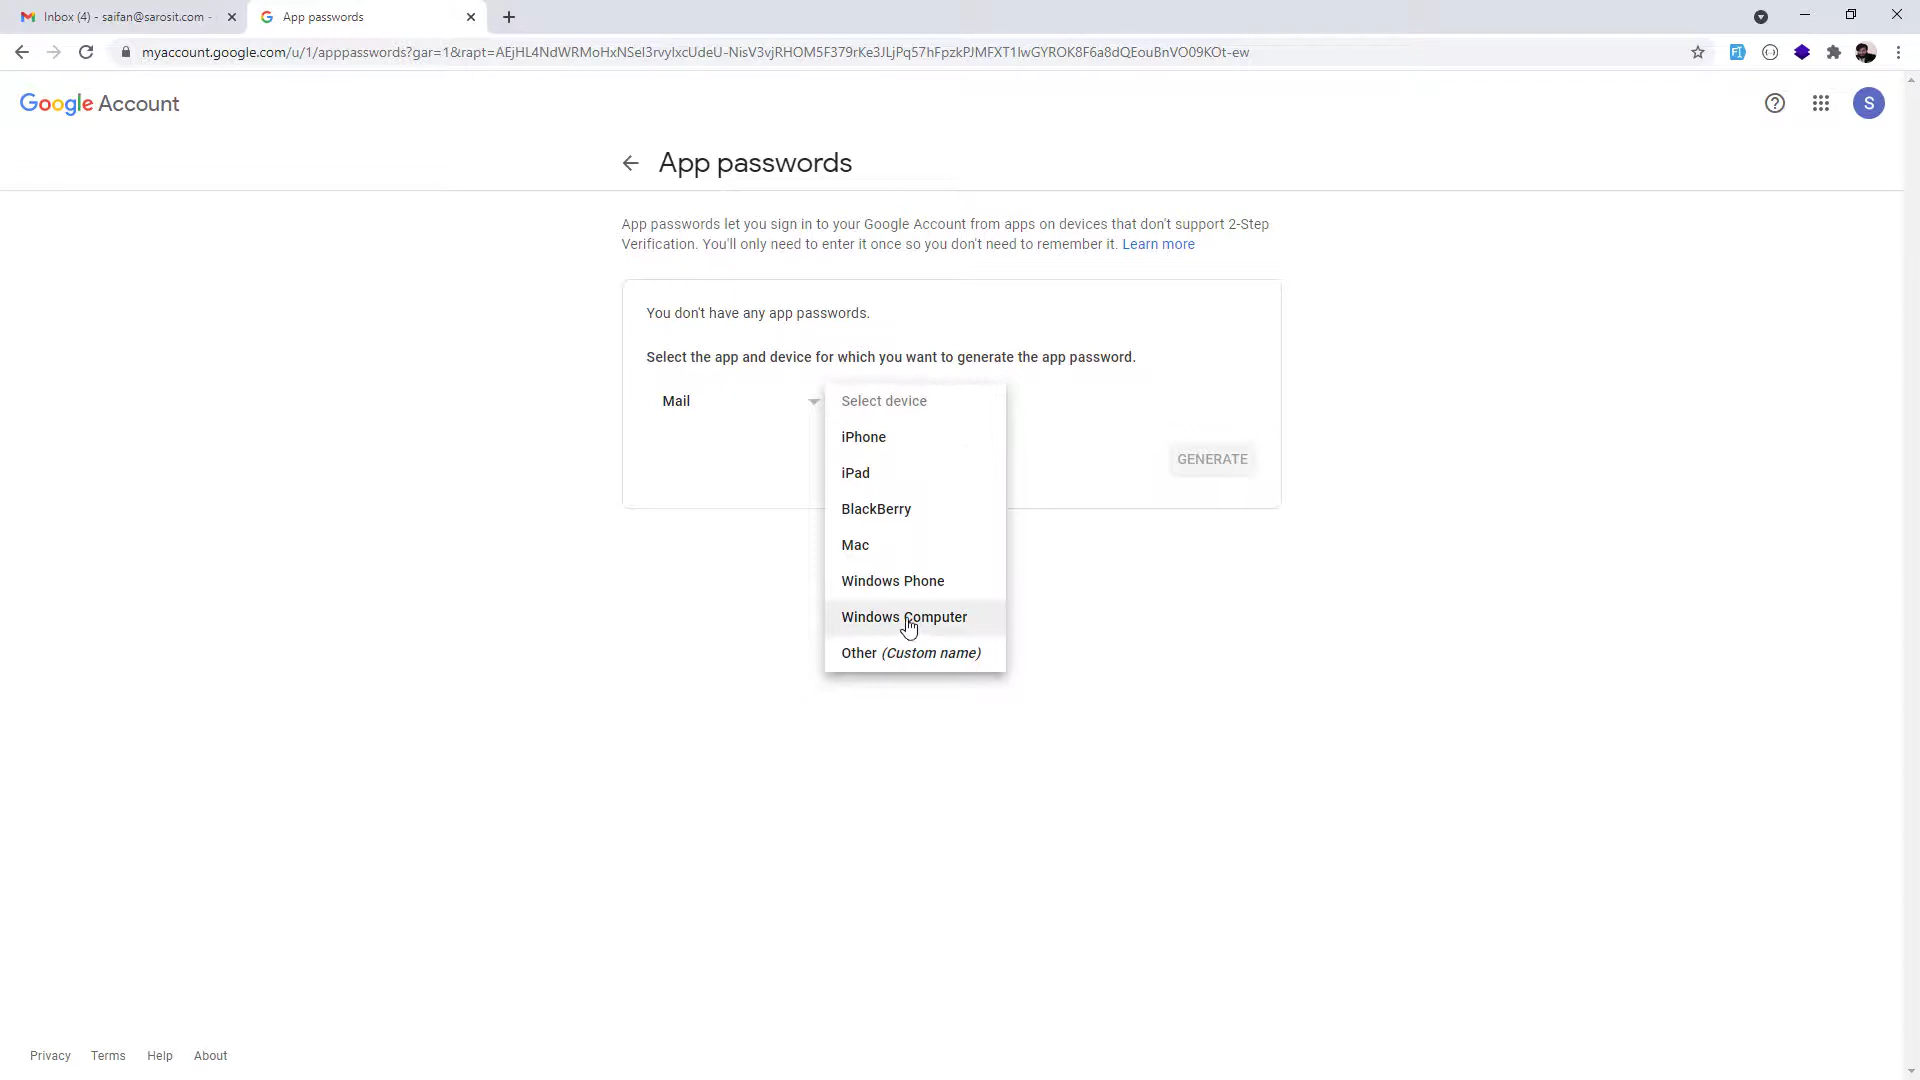 Inbox (4) - saifan@sarosit.com -
App passwords
myaccount.google.com/u/1/apppasswords?gar=1&rapt=AEjHL4NdWRMoHxNSeI3rvyIxcUdeU-NisV3vjRHOM5F379rKe3JLjPq57hFpzkPJMFXT1lwGYROK8F6a8dQEouBnVO09KOt-ew
Google Account
S
App passwords
App passwords let you sign in to your Google Account from apps on devices that don't support 2-Step
Verification. You'll only need to enter it once so you don't need to remember it. Learn more
You don't have any app passwords.
Select the app and device for which you want to generate the app password.
Mail
Select device
iPhone
iPad
BlackBerry
Mac
Windows Phone
Windows Computer
Other (Custom name)
GENERATE
Privacy Terms Help About